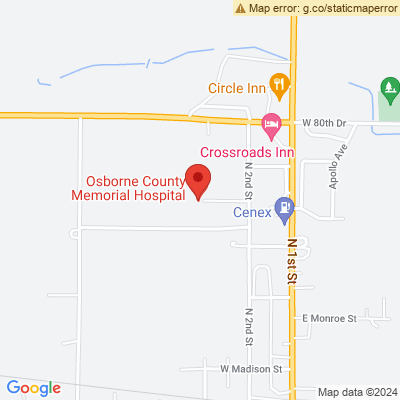 Map error: g.co/staticmaperror
Circle Inn
W 80th Dr
Crossroads Inn
Apollo Ave
N 2nd St
Osborne County
Memorial Hospital
Cenex
N 1st St
N 2nd St
E Monroe St
W Madison St
Google
Map data ©2024